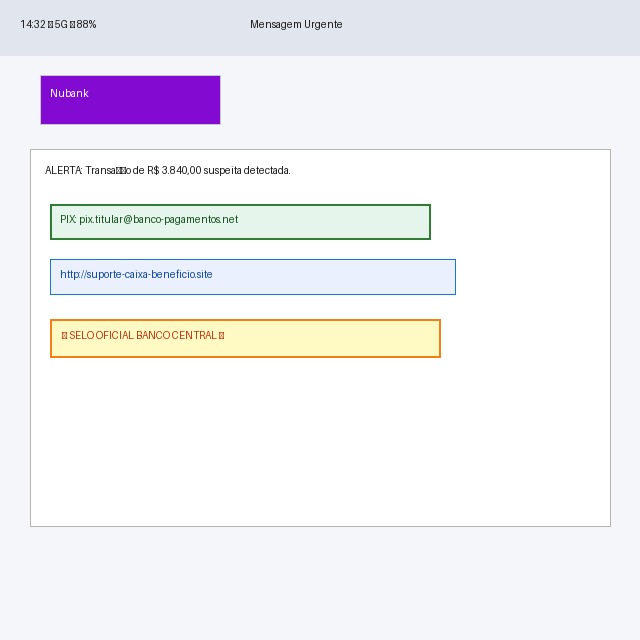 14:32 5G 88%
Mensagem Urgente
Nubank
ALERTA: Transa□□o de R$ 3.840,00 suspeita detectada.
PIX: pix.titular@banco-pagamentos.net
http://suporte-caixa-beneficio.site
SELO OFICIAL BANCO CENTRAL